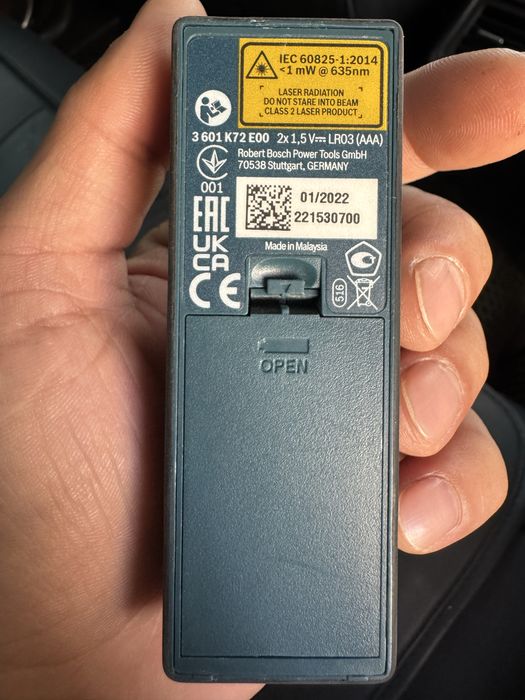 IEC 60825-1:2014
<1 mW @ 635nm
LASER RADIATION
DO NOT STARE INTO BEAM
CLASS 2 LASER PRODUCT
3 601 K72 E00 2x 1,5 V⎓ LR03 (AAA)
Robert Bosch Power Tools GmbH
70538 Stuttgart, GERMANY
001
01/2022
221530700
EAC
UK
CA
Made in Malaysia
CE
516
OPEN